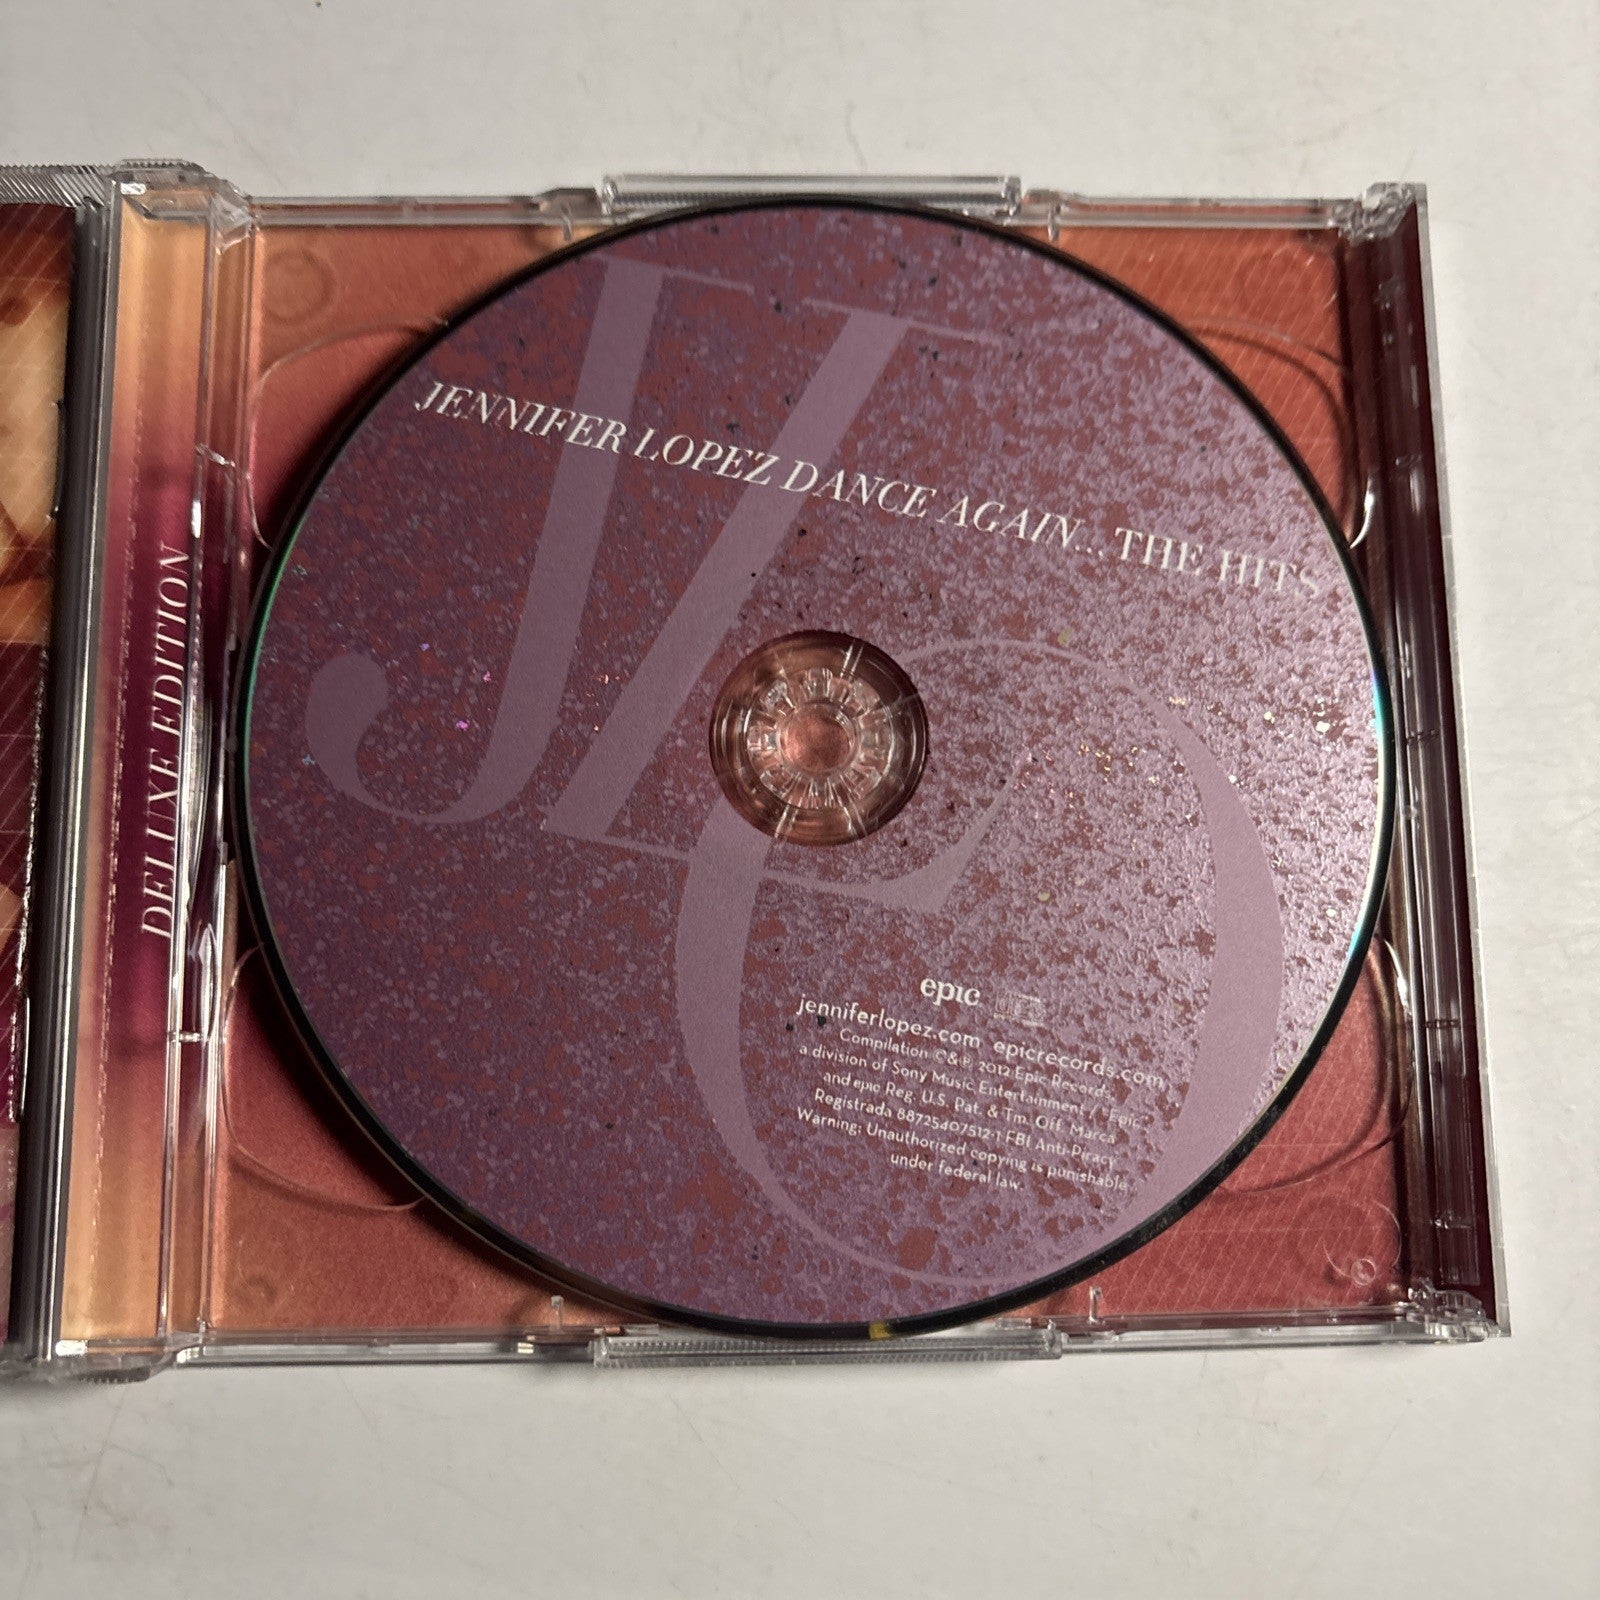 DELUXE EDITION
JLO
JENNIFER LOPEZ DANCE AGAIN... THE HITS
epic
jenniferlopez.com epicrecords.com
Compilation ©&℗ 2012 Epic Records
a division of Sony Music Entertainment / "Epic"
and epic Reg. U.S. Pat. & Tm. Off. Marca
Registrada 88725407512-1 FBI Anti-Piracy
Warning: Unauthorized copying is punishable
under federal law.